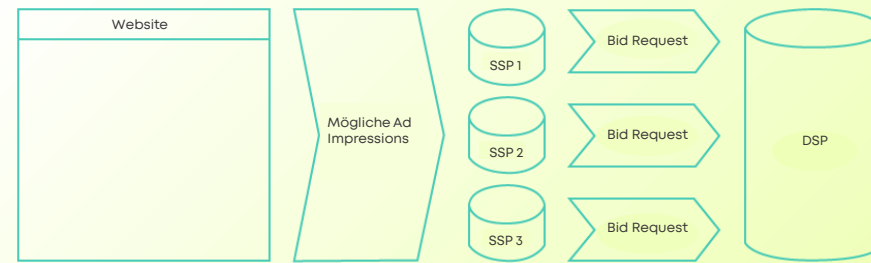 Website
Mögliche Ad
Impressions
SSP 1
Bid Request
SSP 2
Bid Request
SSP 3
Bid Request
DSP